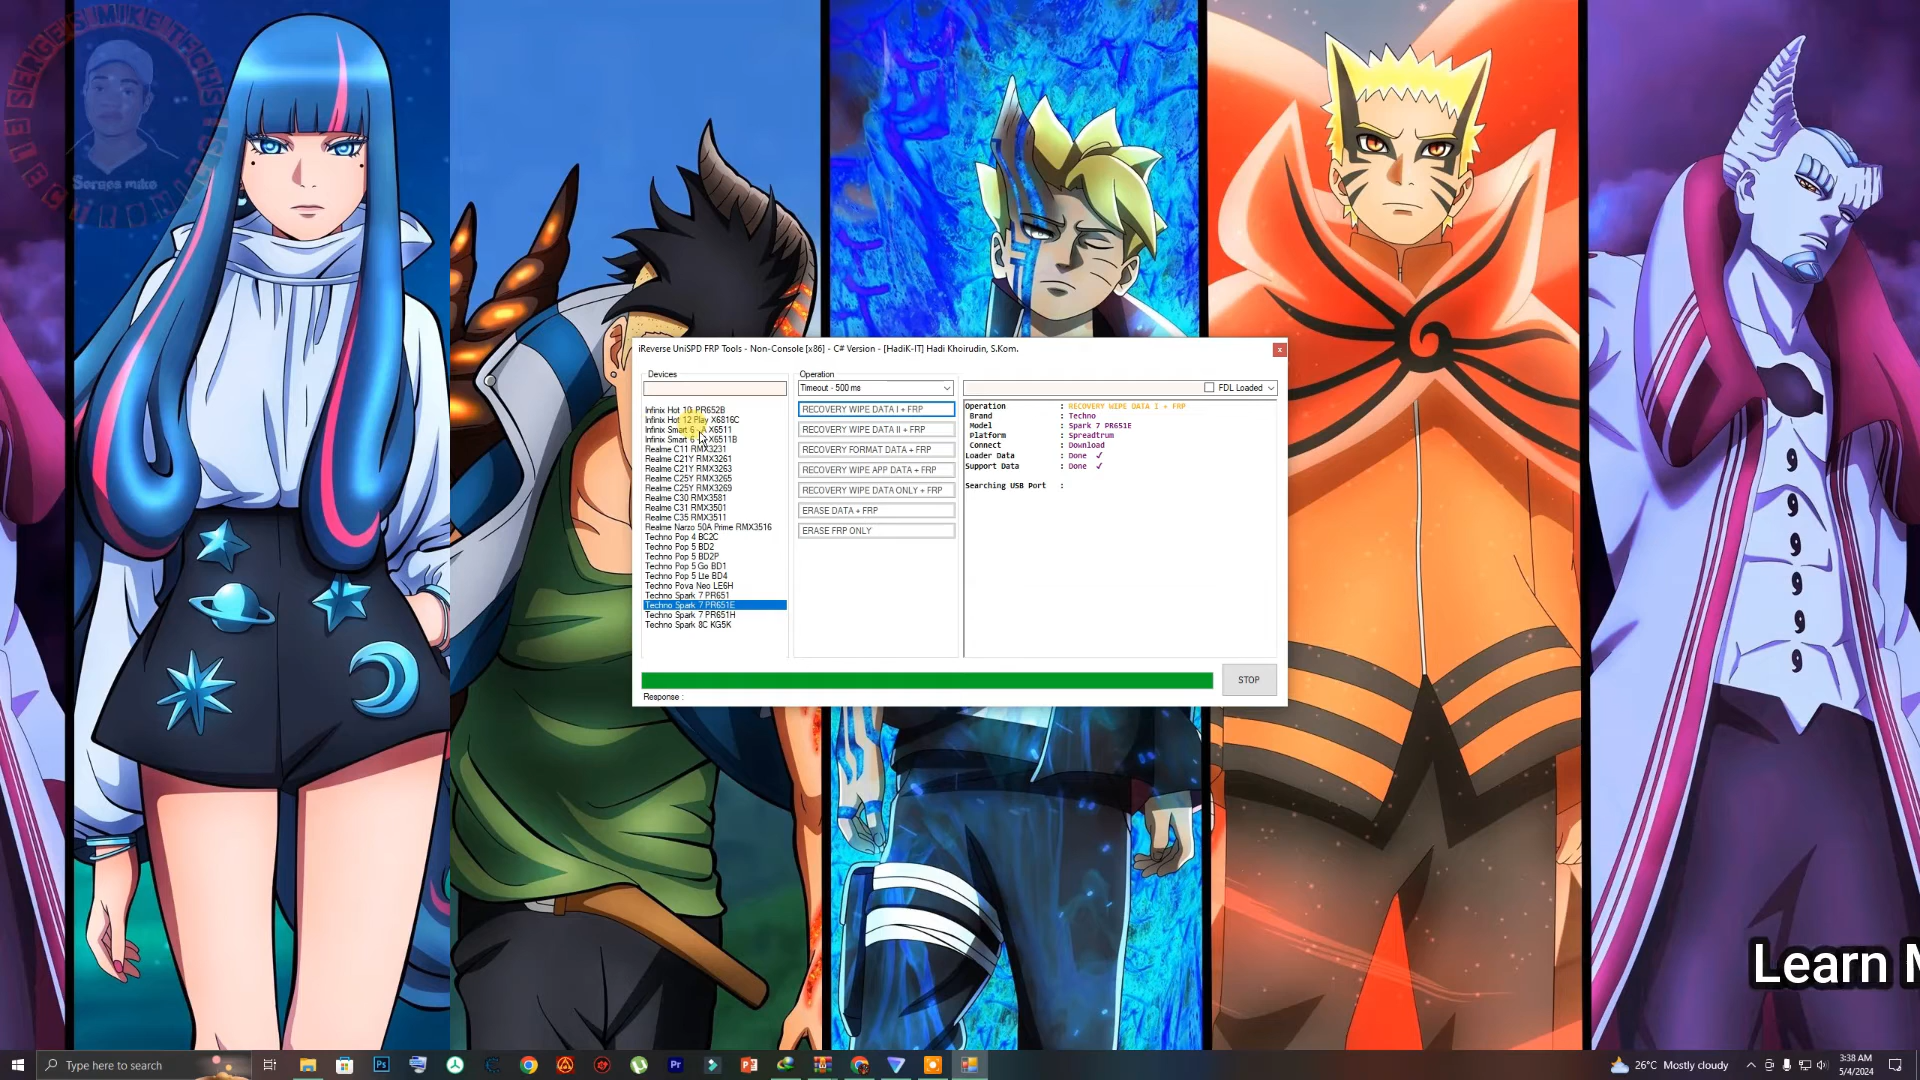 SERGES MIKE TECHS
ELECTRONIC
Serges mike
iReverse UniSPD FRP Tools - Non-Console [x86] - C# Version - [HadiK-IT] Hadi Khoirudin, S.Kom.
Devices
Infinix Hot 10i PR652B
Infinix Hot 12 Play X6816C
Infinix Smart 6
X6511
Infinix Smart 6
X6511B
Realme C11 RMX3231
Realme C21Y RMX3261
Realme C21Y RMX3263
Realme C25Y RMX3265
Realme C25Y RMX3269
Realme C30 RMX3581
Realme C31 RMX3501
Realme C35 RMX3511
Realme Narzo 50A Prime RMX3516
Techno Pop 4 BC2C
Techno Pop 5 BD2
Techno Pop 5 BD2P
Techno Pop 5 Go BD1
Techno Pop 5 Lte BD4
Techno Pova Neo LE6H
Techno Spark 7 PR651
Techno Spark 7 PR651E
Techno Spark 7 PR651H
Techno Spark 8C KG5K
Operation
Timeout - 500 ms
RECOVERY WIPE DATA I + FRP
RECOVERY WIPE DATA II + FRP
RECOVERY FORMAT DATA + FRP
RECOVERY WIPE APP DATA + FRP
RECOVERY WIPE DATA ONLY + FRP
ERASE DATA + FRP
ERASE FRP ONLY
FDL Loaded
Operation : RECOVERY WIPE DATA I + FRP
Brand : Techno
Model : Spark 7 PR651E
Platform : Spreadtrum
Connect : Download
Loader Data : Done ✓
Support Data : Done ✓
Searching USB Port :
STOP
Response :
Learn
Type here to search
26°C Mostly cloudy
3:38 AM
5/4/2024